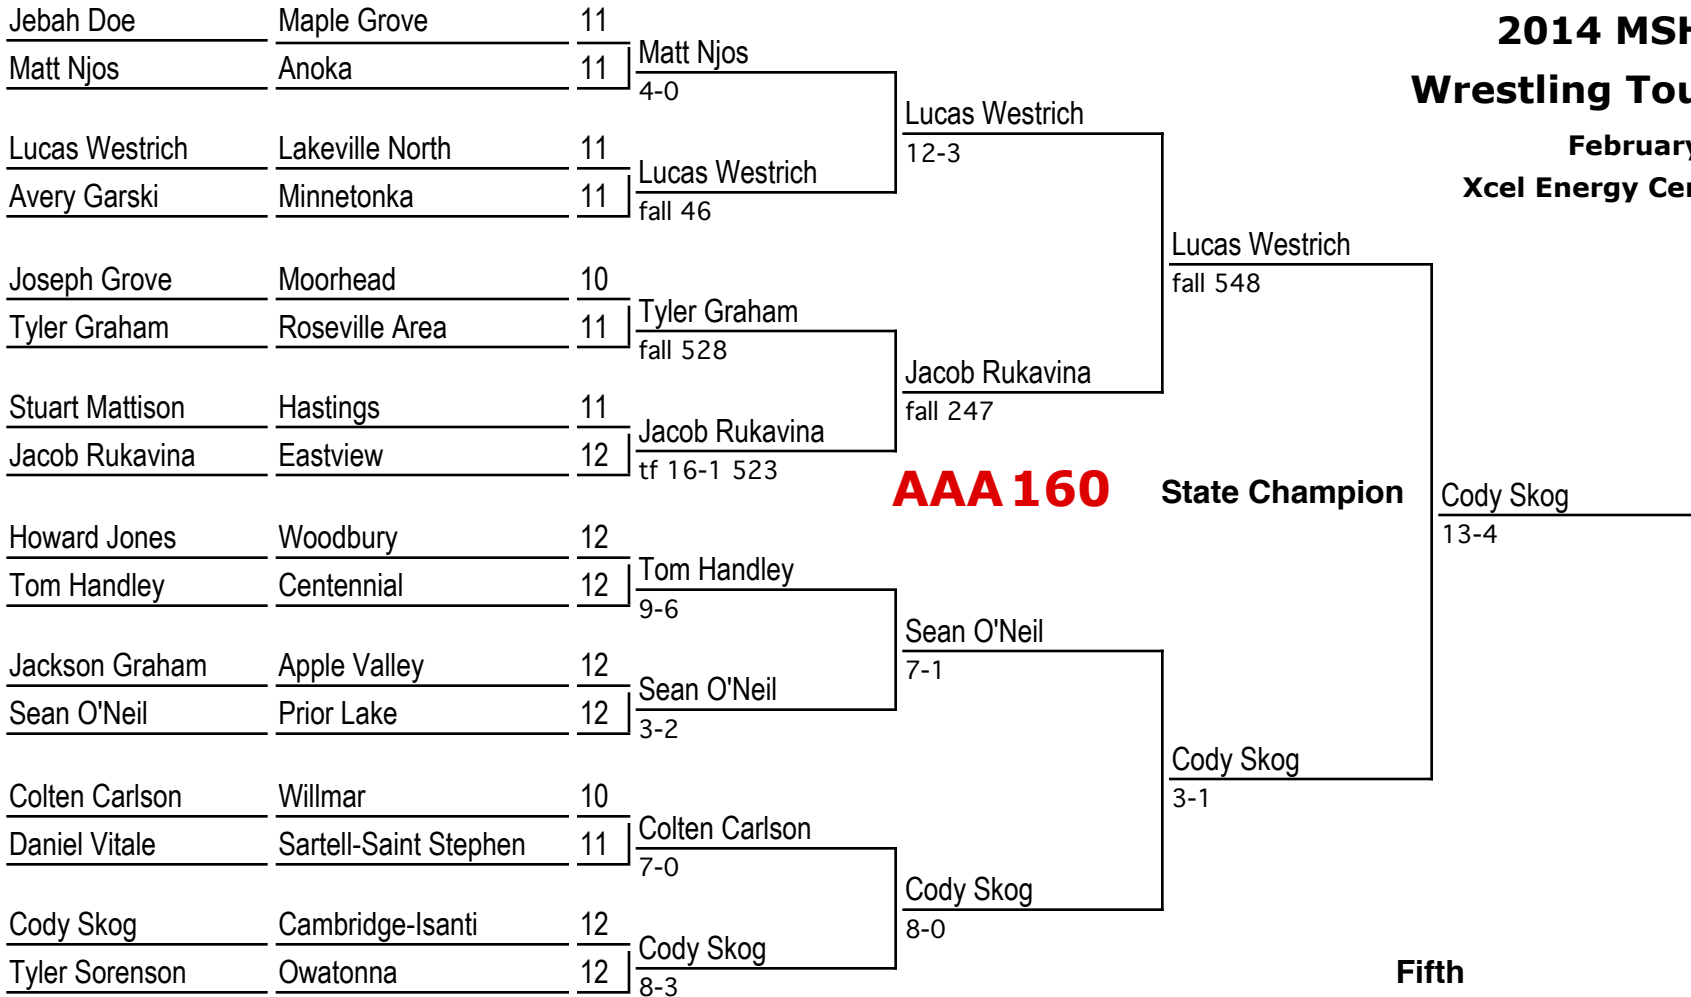 Jebah Doe Maple Grove 11
Matt Njos Anoka 11
Lucas Westrich Lakeville North 11
Avery Garski Minnetonka 11
Joseph Grove Moorhead 10
Tyler Graham Roseville Area 11
Stuart Mattison Hastings 11
Jacob Rukavina Eastview 12
Howard Jones Woodbury 12
Tom Handley Centennial 12
Jackson Graham Apple Valley 12
Sean O'Neil Prior Lake 12
Colten Carlson Willmar 10
Daniel Vitale Sartell-Saint Stephen 11
Cody Skog Cambridge-Isanti 12
Tyler Sorenson Owatonna 12
Matt Njos
4-0
Lucas Westrich
fall 46
Tyler Graham
fall 528
Jacob Rukavina
tf 16-1 523
Tom Handley
9-6
Sean O'Neil
3-2
Colten Carlson
7-0
Cody Skog
8-3
Lucas Westrich
12-3
Jacob Rukavina
fall 247
AAA 160
Sean O'Neil
7-1
Cody Skog
8-0
Lucas Westrich
fall 548
State Champion
Cody Skog
3-1
Cody Skog
13-4
2014 MSH
Wrestling Tou
February
Xcel Energy Cen
Fifth